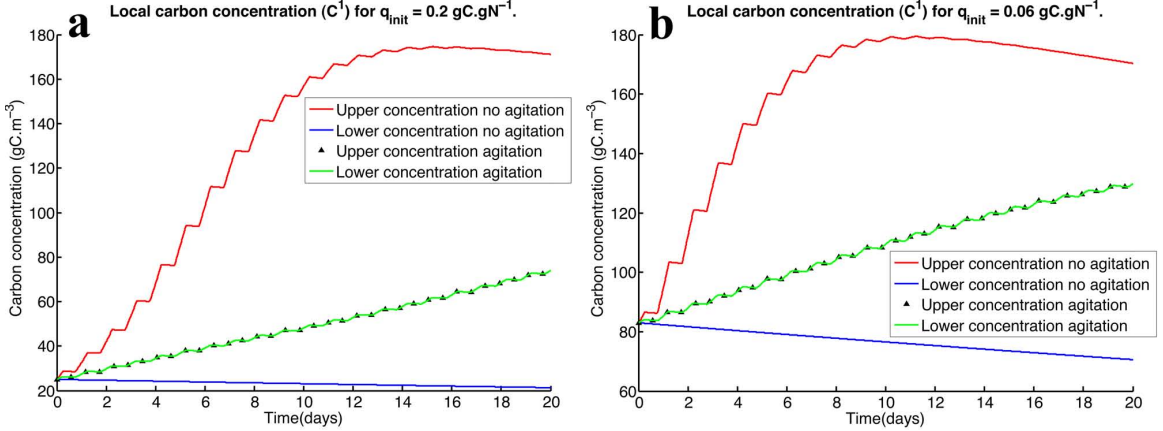 a
Local carbon concentration (C¹) for q_init = 0.2 gC.gN⁻¹.
Carbon concentration (gC.m⁻³)
180
160
140
120
100
80
60
40
20
Upper concentration no agitation
Lower concentration no agitation
Upper concentration agitation
Lower concentration agitation
0 2 4 6 8 10 12 14 16 18 20
Time(days)
b
Local carbon concentration (C¹) for q_init = 0.06 gC.gN⁻¹.
Carbon concentration (gC.m⁻³)
180
160
140
120
100
80
60
Upper concentration no agitation
Lower concentration no agitation
Upper concentration agitation
Lower concentration agitation
0 2 4 6 8 10 12 14 16 18 20
Time(days)